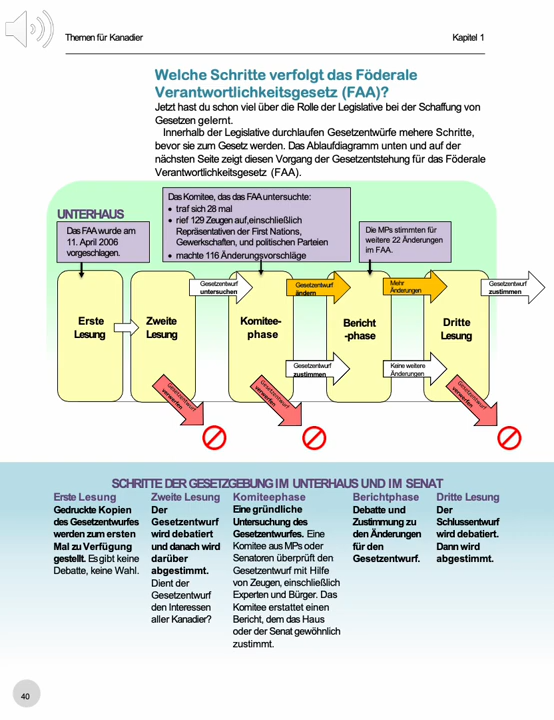 Themen für Kanadier
Kapitel 1
Welche Schritte verfolgt das Föderale
Verantwortlichkeitsgesetz (FAA)?
Jetzt hast du schon viel über die Rolle der Legislative bei der Schaffung von
Gesetzen gelernt.
Innerhalb der Legislative durchlaufen Gesetzentwürfe mehere Schritte,
bevor sie zum Gesetz werden. Das Ablaufdiagramm unten und auf der
nächsten Seite zeigt diesen Vorgang der Gesetzentstehung für das Föderale
Verantwortlichkeitsgesetz (FAA).
UNTERHAUS
Das FAA wurde am
11. April 2006
vorgeschlagen.
Das Komitee, das das FAA untersuchte:
• traf sich 28 mal
• rief 129 Zeugen auf, einschließlich
Repräsentativen der First Nations,
Gewerkschaften, und politischen Parteien
• machte 116 Änderungsvorschläge
Die MPs stimmten für
weitere 22 Änderungen
im FAA.
Gesetzentwurf
untersuchen
Gesetzentwurf
ändern
Mehr
Änderungen
Gesetzentwurf
zustimmen
Erste
Lesung
Zweite
Lesung
Komitee-
phase
Bericht
-phase
Dritte
Lesung
Gesetzentwurf
zustimmen
Keine weitere
Änderungen
Gesetzentwurf
verwerfen
Gesetzentwurf
verwerfen
Gesetzentwurf
verwerfen
SCHRITTE DER GESETZGEBUNG IM UNTERHAUS UND IM SENAT
Erste Lesung
Gedruckte Kopien
des Gesetzentwurfes
werden zum ersten
Mal zu Verfügung
gestellt. Es gibt keine
Debatte, keine Wahl.
Zweite Lesung
Der
Gesetzentwurf
wird debattiert
und danach wird
darüber
abgestimmt.
Dient der
Gesetzentwurf
den Interessen
aller Kanadier?
Komiteephase
Eine gründliche
Untersuchung des
Gesetzentwurfes. Eine
Komitee aus MPs oder
Senatoren überprüft den
Gesetzentwurf mit Hilfe
von Zeugen, einschließlich
Experten und Bürger. Das
Komitee erstattet einen
Bericht, dem das Haus
oder der Senat gewöhnlich
zustimmt.
Berichtphase
Debatte und
Zustimmung zu
den Änderungen
für den
Gesetzentwurf.
Dritte Lesung
Der
Schlussentwurf
wird debatiert.
Dann wird
abgestimmt.
40